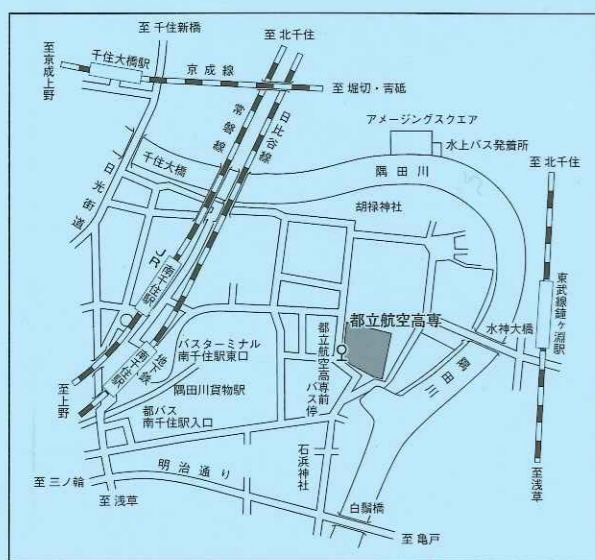 至千住新橋
至北千住
至京成上野
千住大橋駅
京成線
至堀切・青砥
常磐線
日比谷線
アメージングスクエア
水上バス発着所
至北千住
千住大橋
隅田川
日光街道
胡禄神社
JR
南千住駅
東武線鐘ヶ淵駅
都立航空高専
水神大橋
都立航空高専前
バス停
バスターミナル
南千住駅東口
地下鉄
南千住駅
隅田川
至上野
隅田川貨物駅
都バス
南千住駅入口
石浜神社
明治通り
至三ノ輪
至浅草
至浅草
白鬚橋
至亀戸